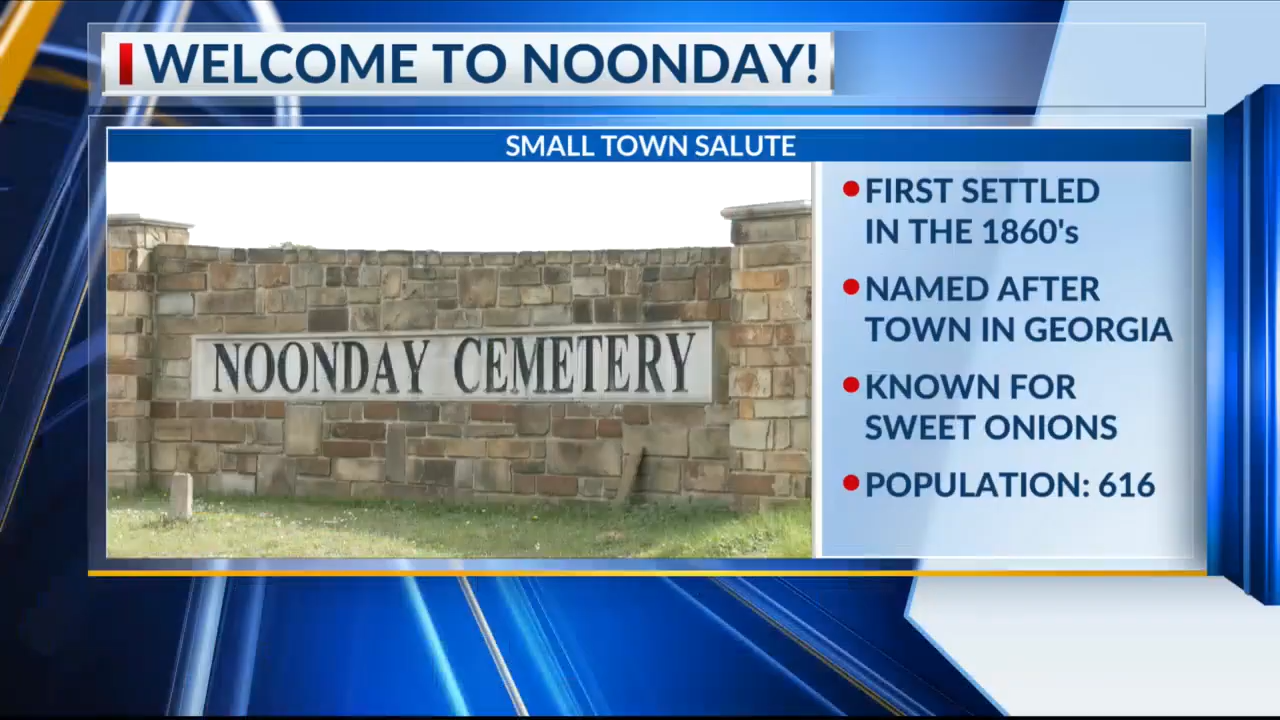 WELCOME TO NOONDAY!
SMALL TOWN SALUTE
NOONDAY CEMETERY
FIRST SETTLED
IN THE 1860's
NAMED AFTER
TOWN IN GEORGIA
KNOWN FOR
SWEET ONIONS
POPULATION: 616